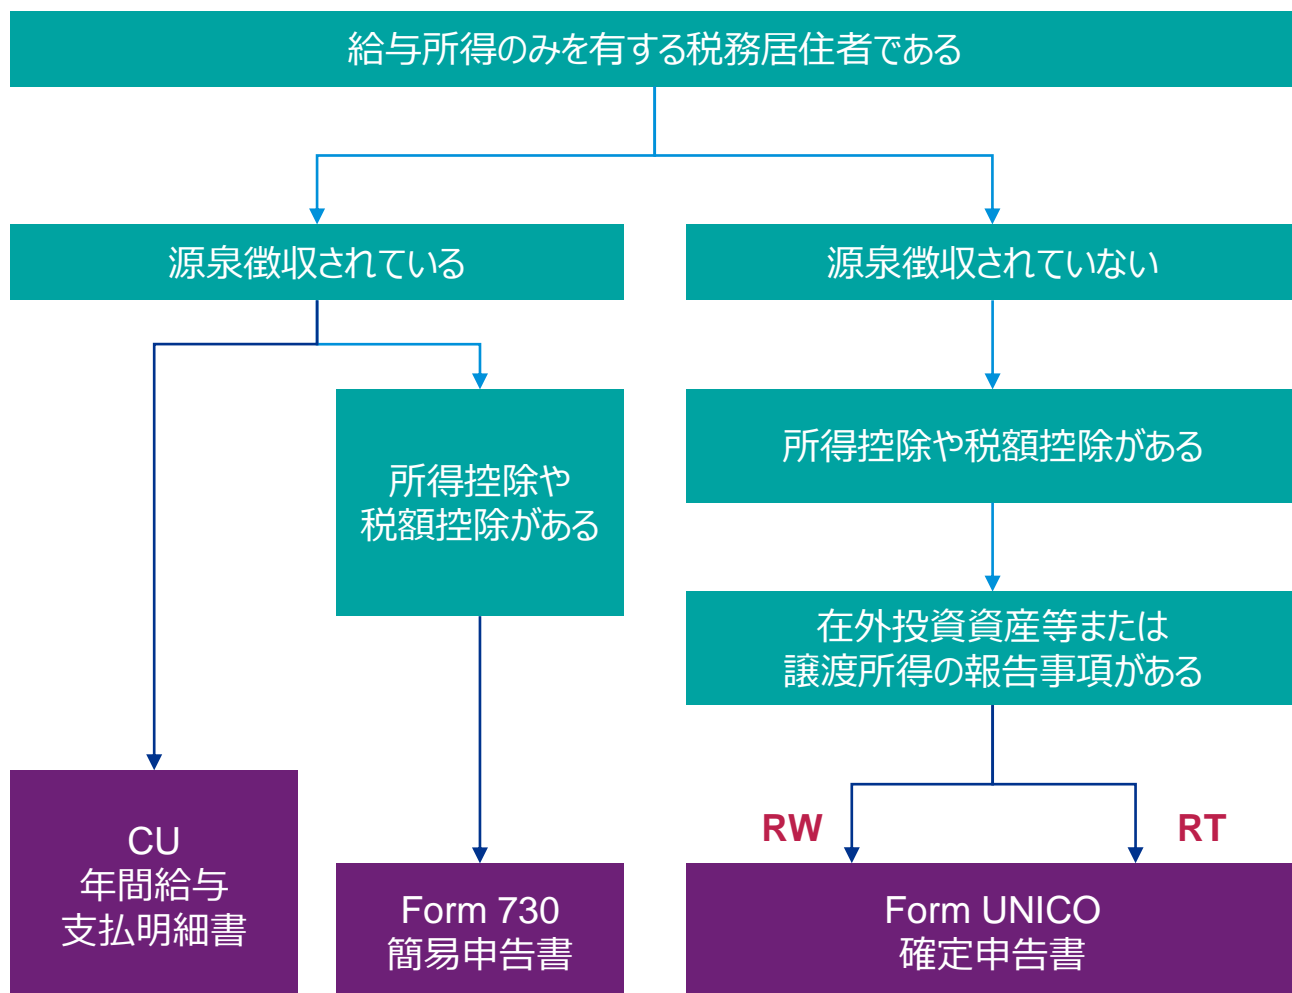 給与所得のみを有する税務居住者である
源泉徴収されている
源泉徴収されていない
所得控除や
税額控除がある
所得控除や税額控除がある
在外投資資産等または
譲渡所得の報告事項がある
RW
RT
CU
年間給与
支払明細書
Form 730
簡易申告書
Form UNICO
確定申告書